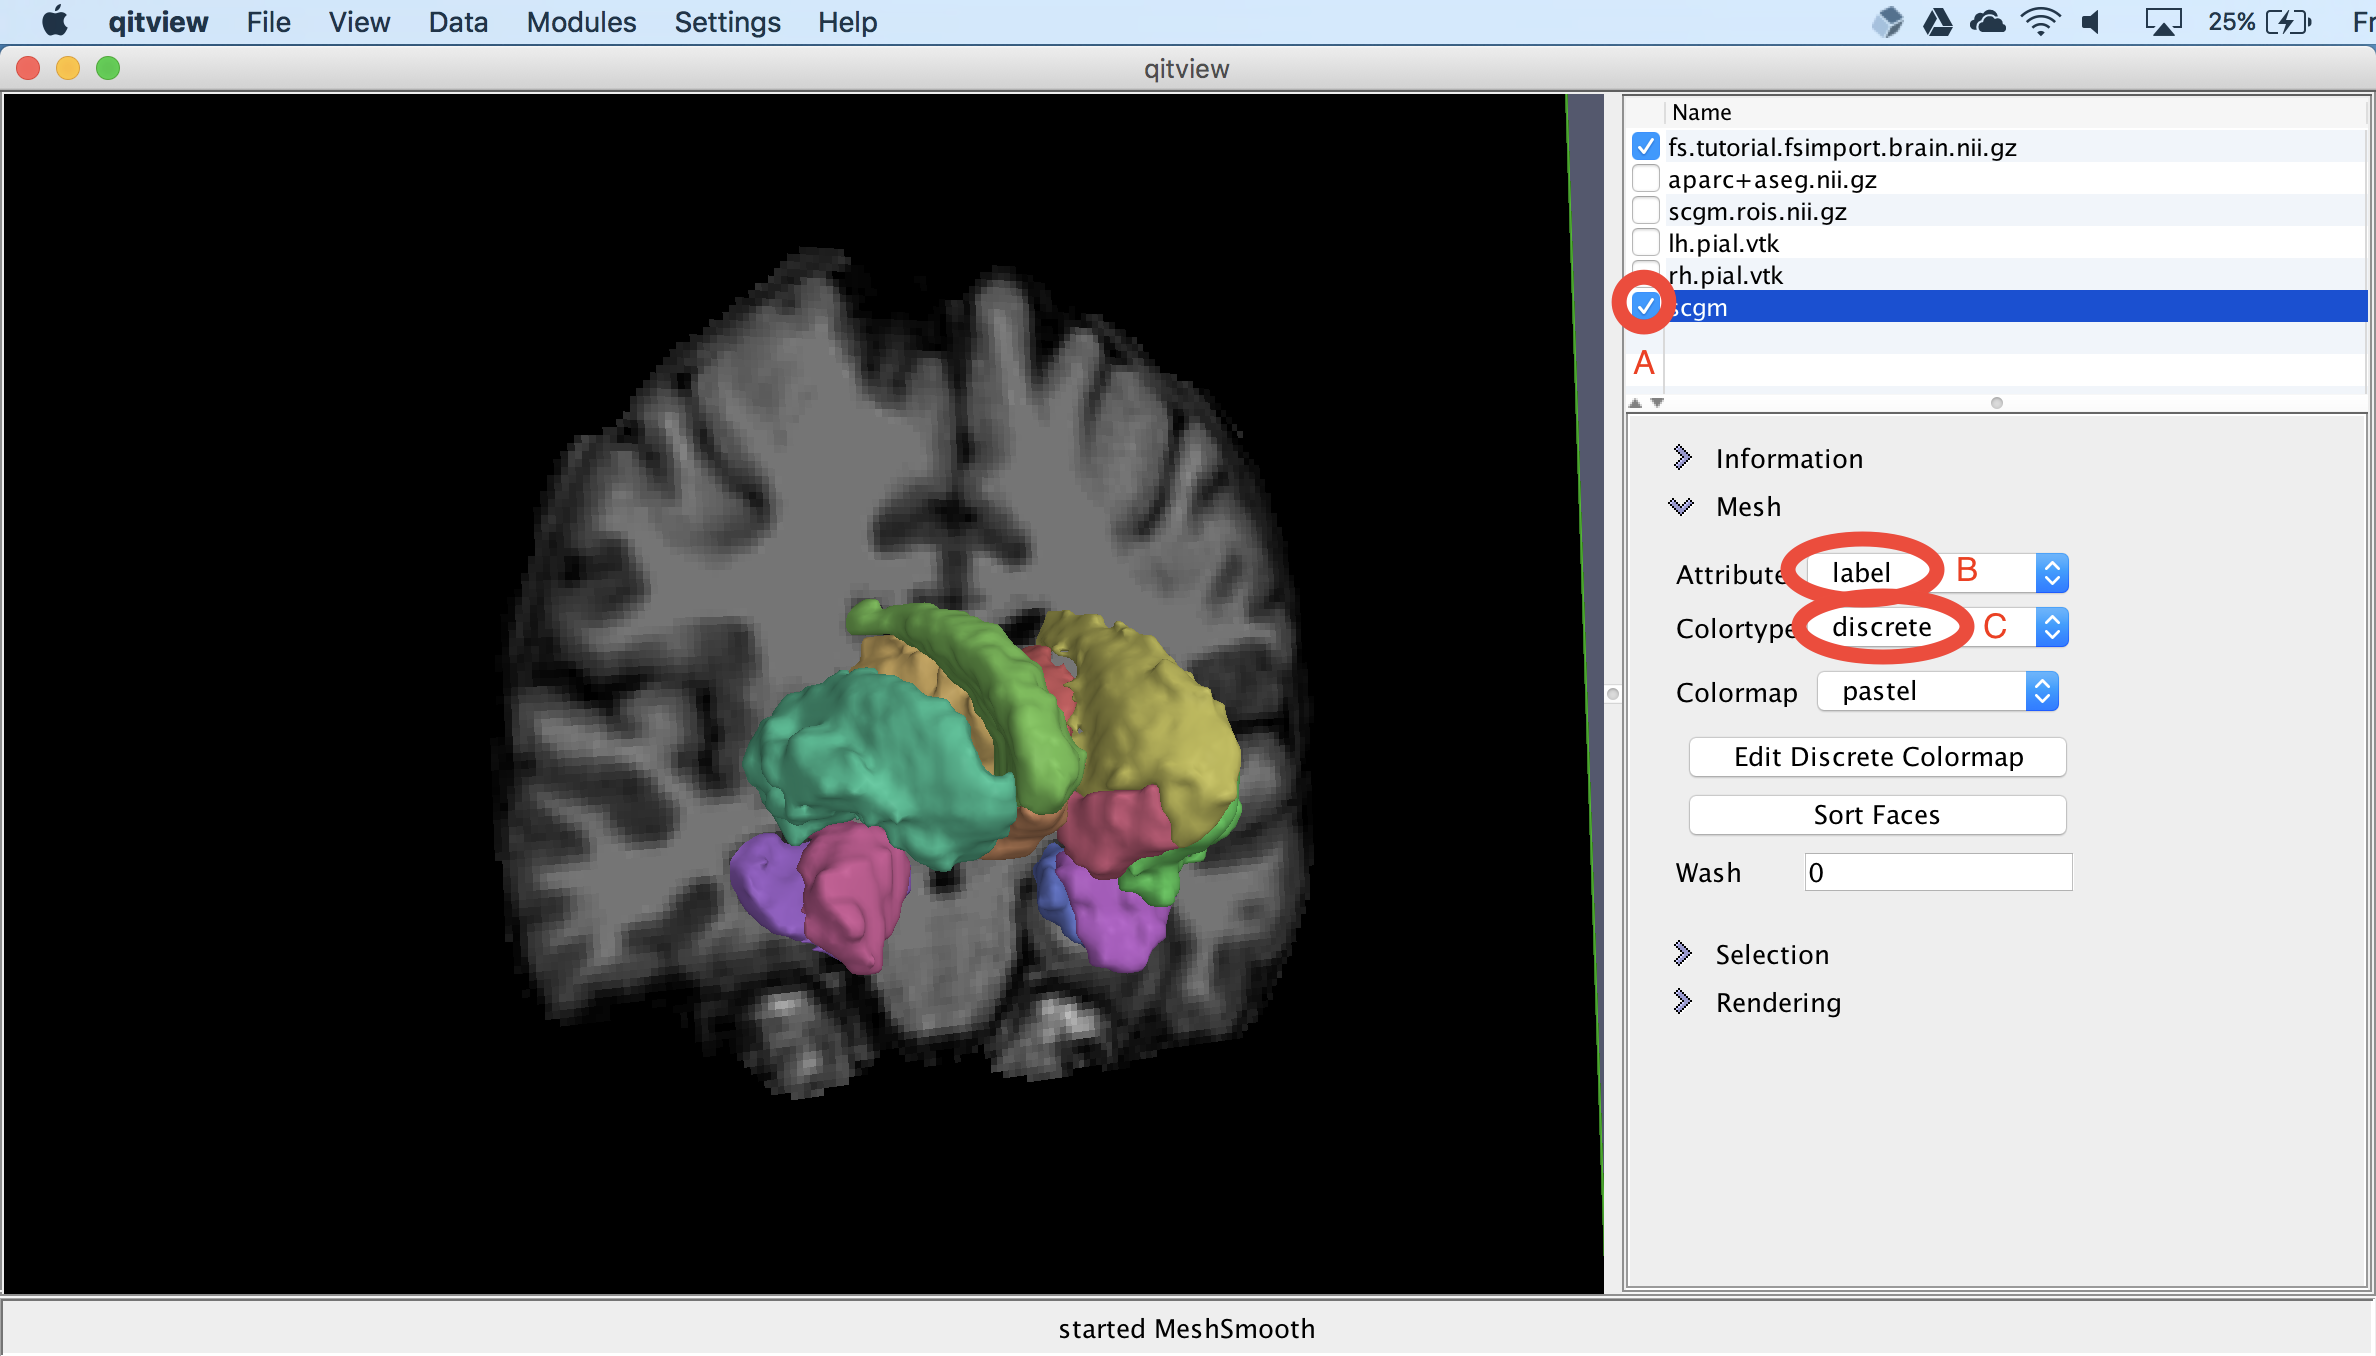 qitview File View Data Modules Settings Help 25%
qitview
Name
fs.tutorial.fsimport.brain.nii.gz
aparc+aseg.nii.gz
scgm.rois.nii.gz
lh.pial.vtk
rh.pial.vtk
scgm
A
Information
Mesh
Attribute label B
Colortype discrete C
Colormap pastel
Edit Discrete Colormap
Sort Faces
Wash 0
Selection
Rendering
started MeshSmooth